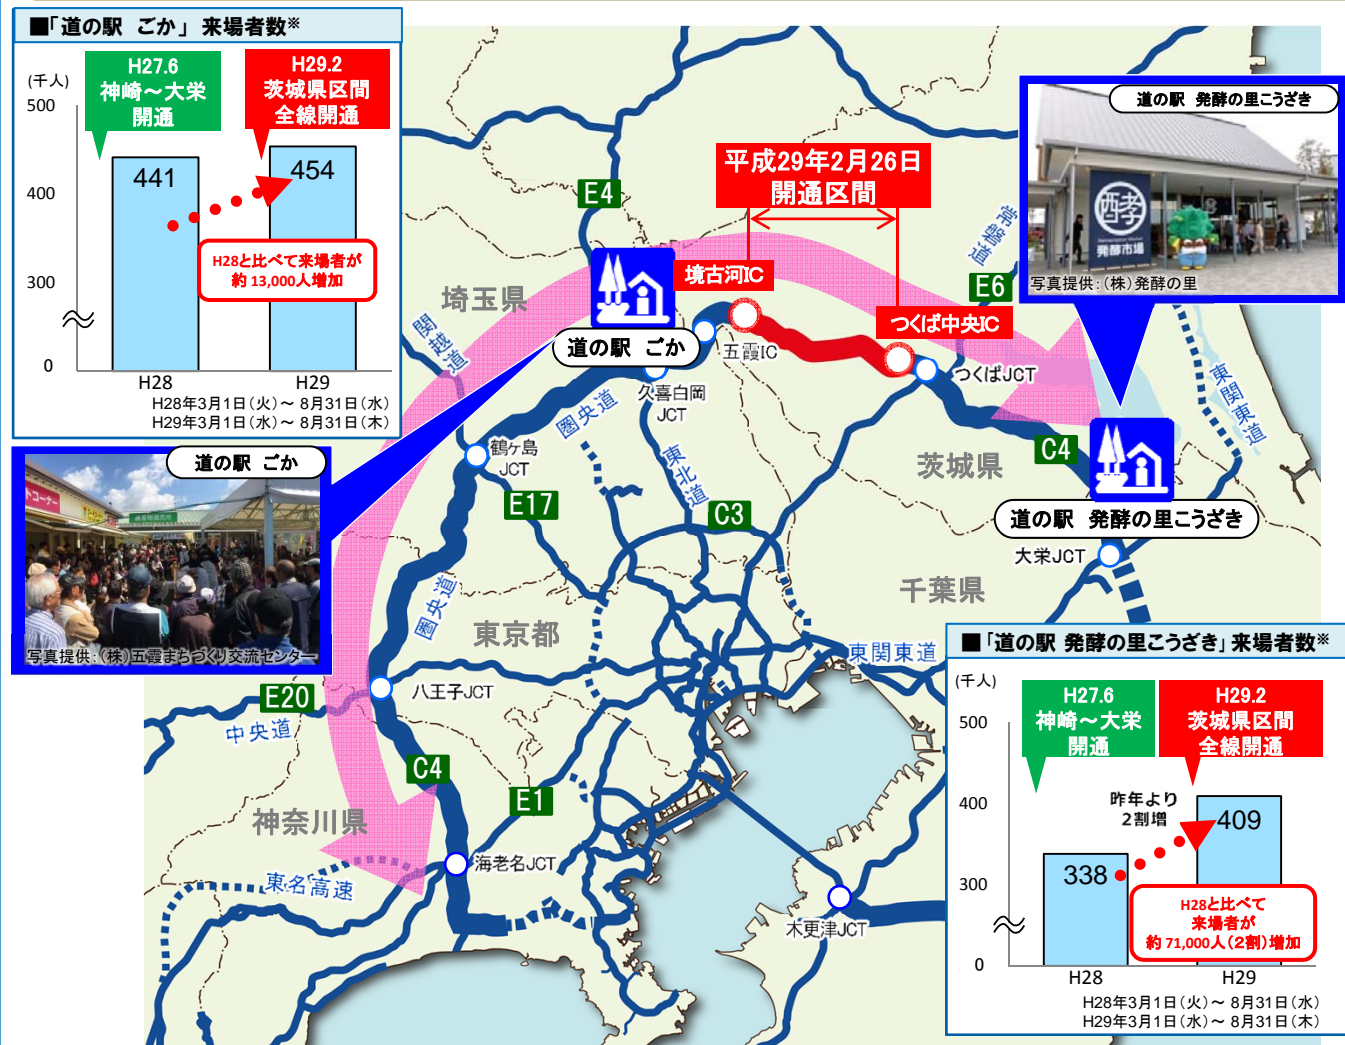 ■「道の駅 ごか」 来場者数※
(千人)
H27.6
神崎～大栄
開通
H29.2
茨城県区間
全線開通
500
400
300
0
441
454
H28と比べて来場者が
約 13,000人増加
H28
H29
H28年3月1日(火)～ 8月31日(水)
H29年3月1日(水)～ 8月31日(木)
道の駅 ごか
写真提供:(株)五霞まちづくり交流センター
道の駅 発酵の里こうざき
発酵市場
写真提供:(株)発酵の里
平成29年2月26日
開通区間
境古河IC
つくば中央IC
E4
常磐道
E6
埼玉県
関越道
道の駅 ごか
五霞IC
つくばJCT
東関東道
久喜白岡
JCT
圏央道
鶴ヶ島
JCT
東北道
茨城県
C4
E17
C3
道の駅 発酵の里こうざき
大栄JCT
千葉県
圏央道
東京都
東関東道
八王子JCT
E20
中央道
C4
E1
神奈川県
海老名JCT
東名高速
木更津JCT
■「道の駅 発酵の里こうざき」来場者数※
(千人)
H27.6
神崎～大栄
開通
H29.2
茨城県区間
全線開通
500
400
300
0
昨年より
2割増
338
409
H28と比べて
来場者が
約 71,000人(2割)増加
H28
H29
H28年3月1日(火)～ 8月31日(水)
H29年3月1日(水)～ 8月31日(木)